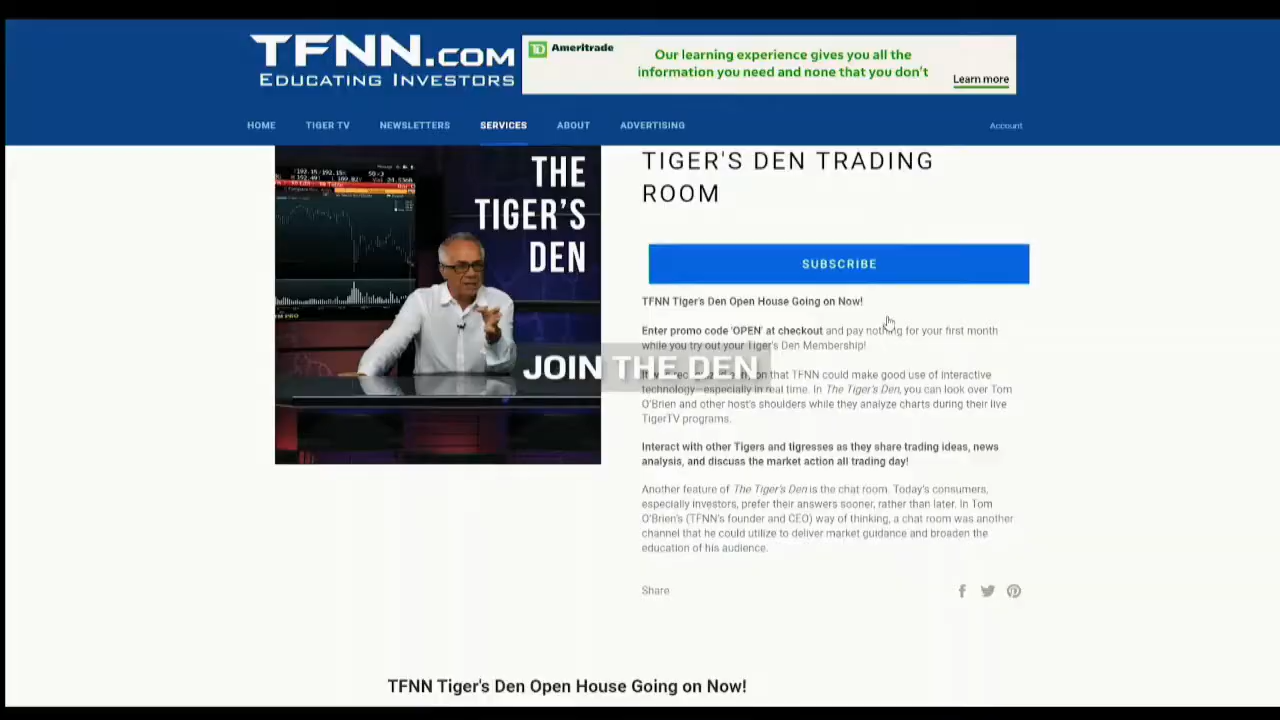 TFNN.COM
EDUCATING INVESTORS
Ameritrade
Our learning experience gives you all the
information you need and none that you don't
Learn more
HOME
TIGER TV
NEWSLETTERS
SERVICES
ABOUT
ADVERTISING
Account
THE
TIGER'S
DEN
TIGER'S DEN TRADING
ROOM
SUBSCRIBE
TFNN Tiger's Den Open House Going on Now!
Enter promo code 'OPEN' at checkout and pay nothing for your first month
while you try out your Tiger's Den Membership!
JOIN THE DEN
that TFNN could make good use of interactive
technology—especially in real time. In The Tiger's Den, you can look over Tom
O'Brien and other host's shoulders while they analyze charts during their live
TigerTV programs.
Interact with other Tigers and tigresses as they share trading ideas, news
analysis, and discuss the market action all trading day!
Another feature of The Tiger's Den is the chat room. Today's consumers,
especially investors, prefer their answers sooner, rather than later. In Tom
O'Brien's (TFNN's founder and CEO) way of thinking, a chat room was another
channel that he could utilize to deliver market guidance and broaden the
education of his audience.
Share
TFNN Tiger's Den Open House Going on Now!